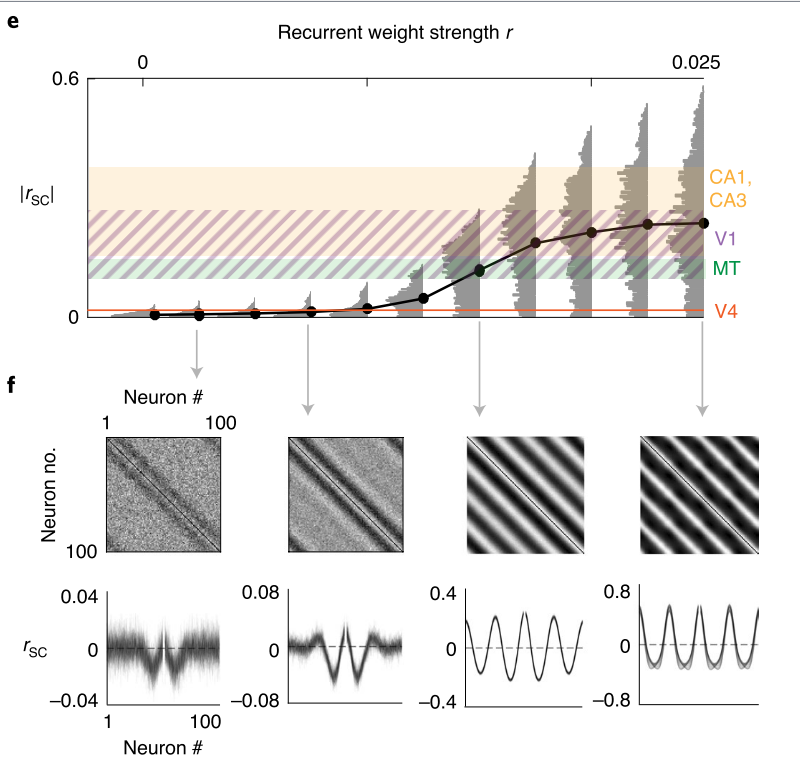 e
Recurrent weight strength r
0 0.025
0.6
|rSC|
0
CA1,
CA3
V1
MT
V4
f
Neuron #
1 100
Neuron no.
100
0.04 0.08 0.4 0.8
rSC 0 0 0 0
–0.04 –0.08 –0.4 –0.8
1 100
Neuron #